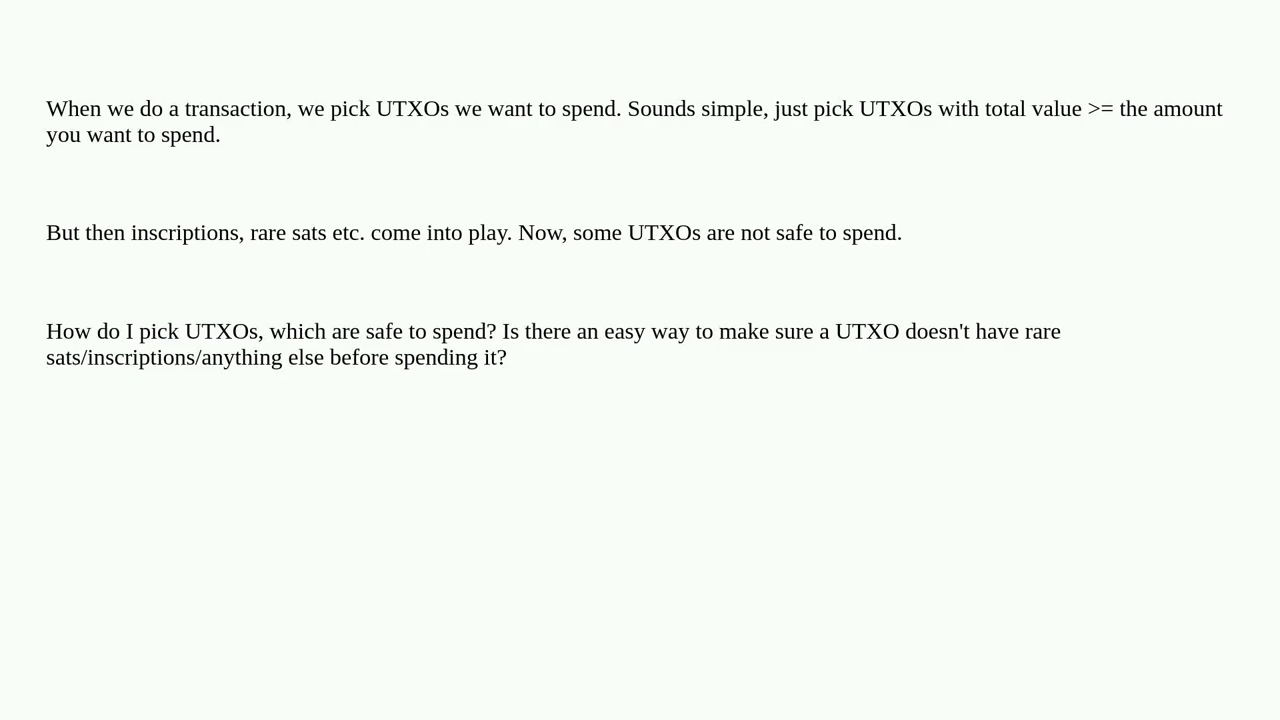 When we do a transaction, we pick UTXOs we want to spend. Sounds simple, just pick UTXOs with total value >= the amount
you want to spend.
But then inscriptions, rare sats etc. come into play. Now, some UTXOs are not safe to spend.
How do I pick UTXOs, which are safe to spend? Is there an easy way to make sure a UTXO doesn't have rare
sats/inscriptions/anything else before spending it?